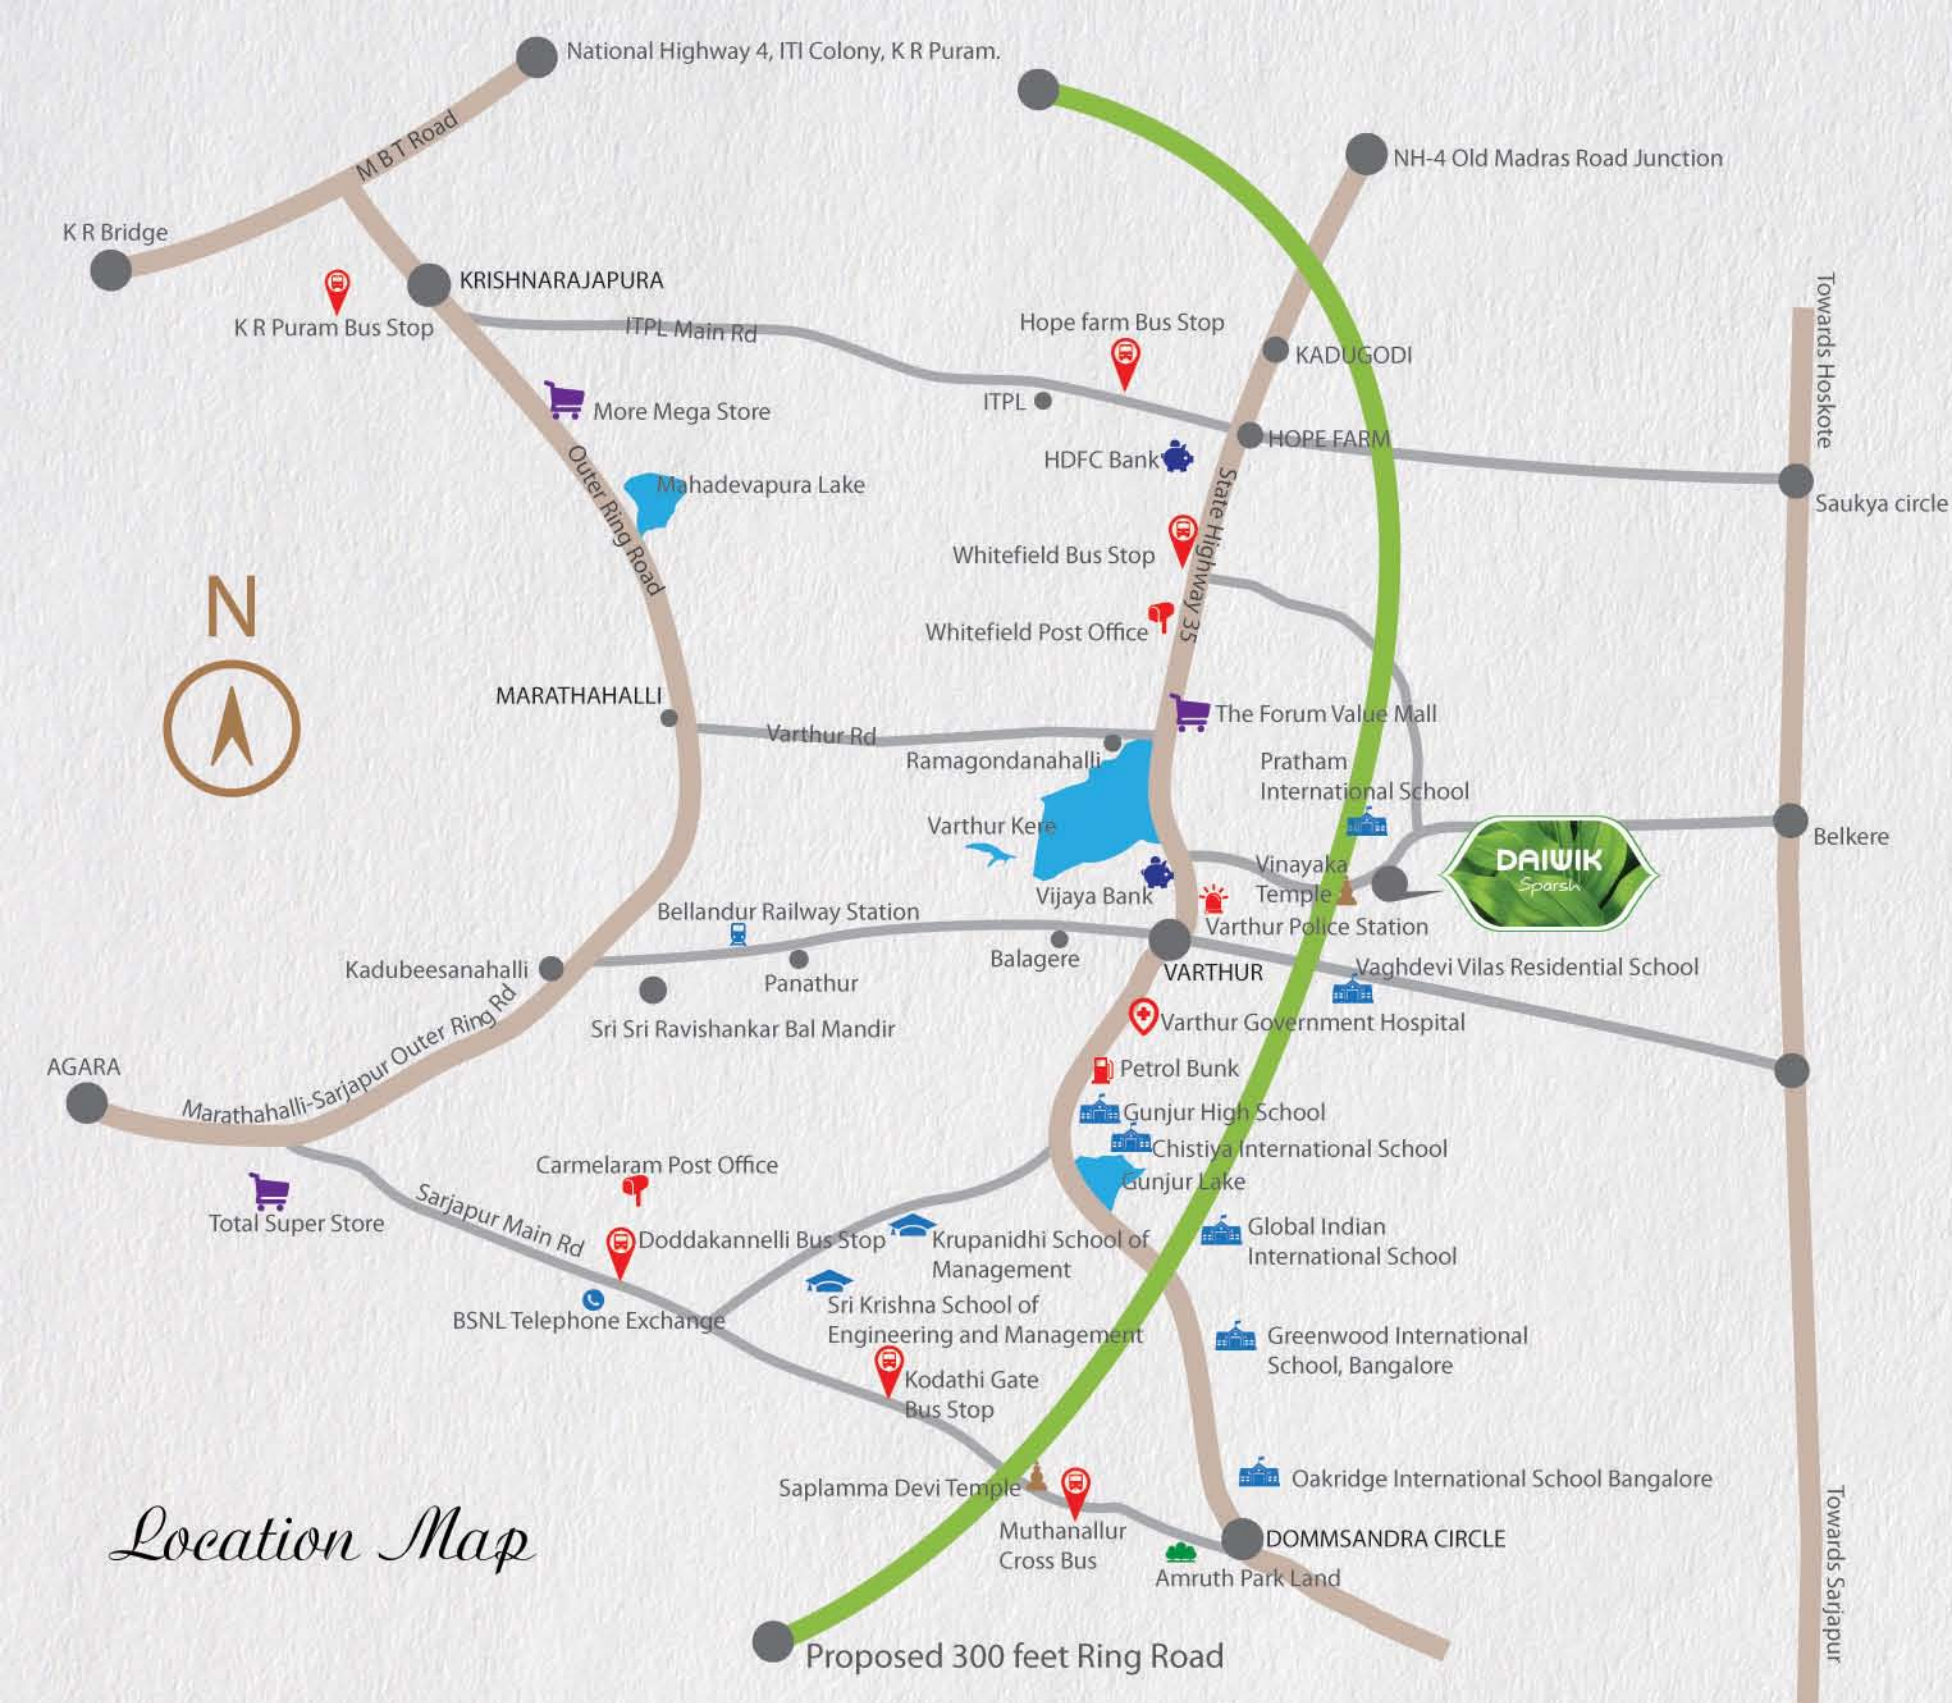 National Highway 4, ITI Colony, K R Puram.
M B T Road
NH-4 Old Madras Road Junction
K R Bridge
KRISHNARAJAPURA
K R Puram Bus Stop
ITPL Main Rd
Hope farm Bus Stop
KADUGODI
Towards Hoskote
ITPL
More Mega Store
HOPE FARM
HDFC Bank
Outer Ring Road
Mahadevapura Lake
State Highway 35
Saukya circle
Whitefield Bus Stop
N
Whitefield Post Office
MARATHAHALLI
The Forum Value Mall
Varthur Rd
Ramagondanahalli
Pratham
International School
Varthur Kere
Belkere
DAIWIK
Sparsh
Vinayaka
Temple
Vijaya Bank
Bellandur Railway Station
Varthur Police Station
Balagere
Kadubeesanahalli
VARTHUR
Vaghdevi Vilas Residential School
Panathur
Sri Sri Ravishankar Bal Mandir
Varthur Government Hospital
Marathahalli-Sarjapur Outer Ring Rd
AGARA
Petrol Bunk
Gunjur High School
Chistiya International School
Carmelaram Post Office
Gunjur Lake
Total Super Store
Sarjapur Main Rd
Doddakannelli Bus Stop
Krupanidhi School of
Management
Global Indian
International School
BSNL Telephone Exchange
Sri Krishna School of
Engineering and Management
Greenwood International
School, Bangalore
Kodathi Gate
Bus Stop
Saplamma Devi Temple
Oakridge International School Bangalore
Location Map
Muthanallur
Cross Bus
DOMMSANDRA CIRCLE
Amruth Park Land
Towards Sarjapur
Proposed 300 feet Ring Road